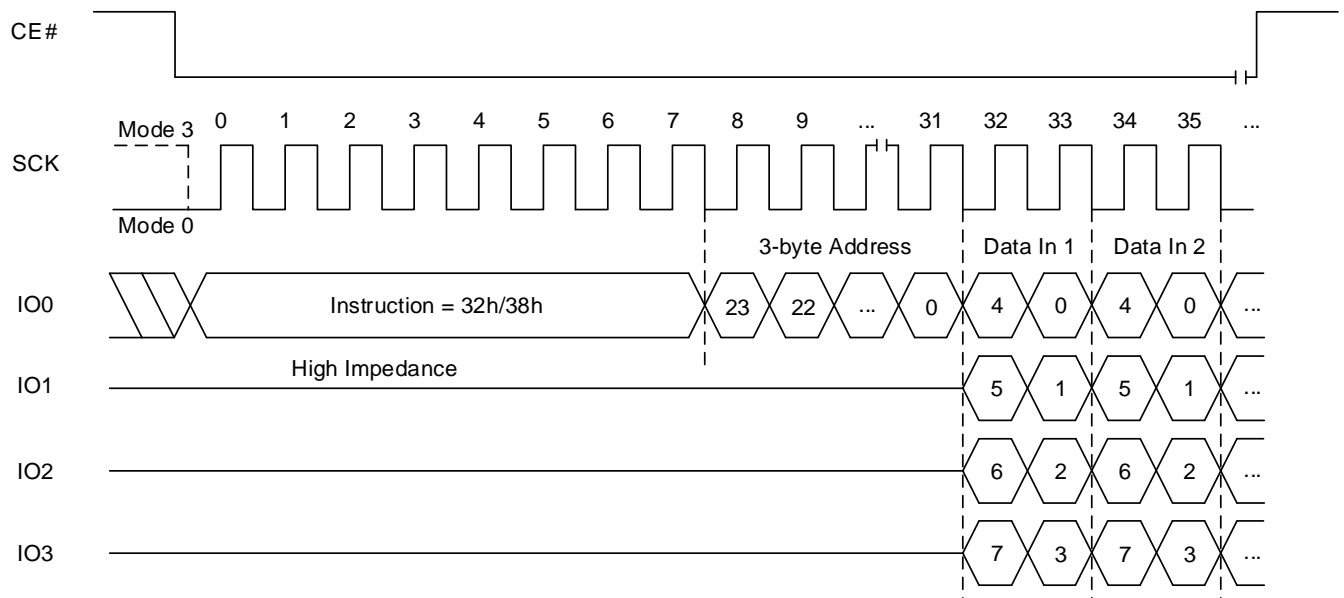 CE#
Mode 3 0 1 2 3 4 5 6 7 8 9 ... 31 32 33 34 35 ...
SCK
Mode 0
3-byte Address Data In 1 Data In 2
IO0 Instruction = 32h/38h 23 22 ... 0 4 0 4 0 ...
High Impedance
IO1 5 1 5 1 ...
IO2 6 2 6 2 ...
IO3 7 3 7 3 ...